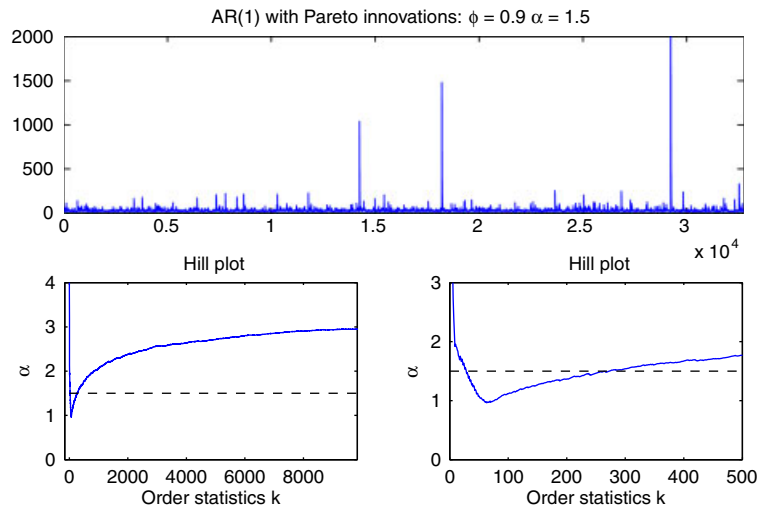 AR(1) with Pareto innovations: ϕ = 0.9 α = 1.5
2000
1500
1000
500
0
0 0.5 1 1.5 2 2.5 3
x 10^4
Hill plot
4
3
2
1
0
α
0 2000 4000 6000 8000
Order statistics k
Hill plot
3
2
1
0
α
0 100 200 300 400 500
Order statistics k